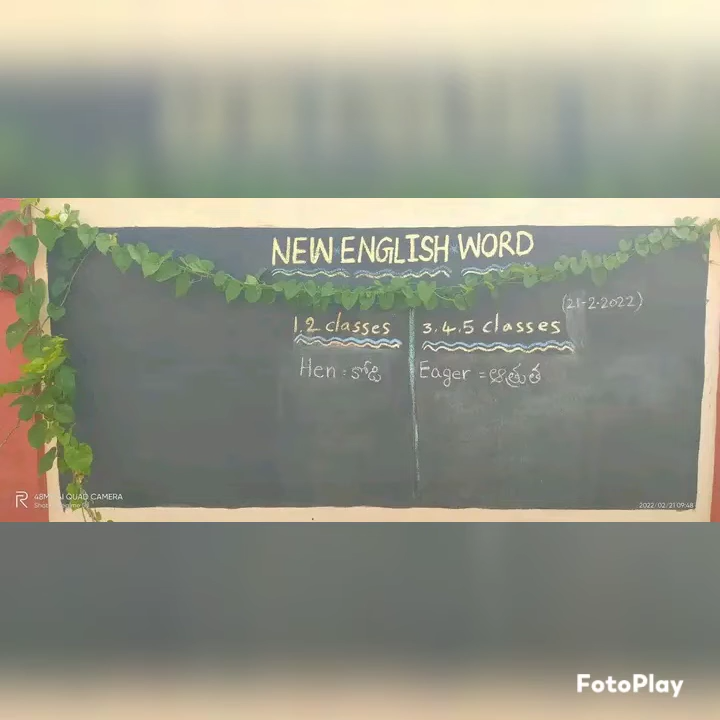 NEW ENGLISH WORD
(21-2-2022)
1.2 classes
3.4.5 classes
Hen = కోడి
Eager = ఆత్రుత
48MP AI QUAD CAMERA
2022/02/21 09:48
FotoPlay